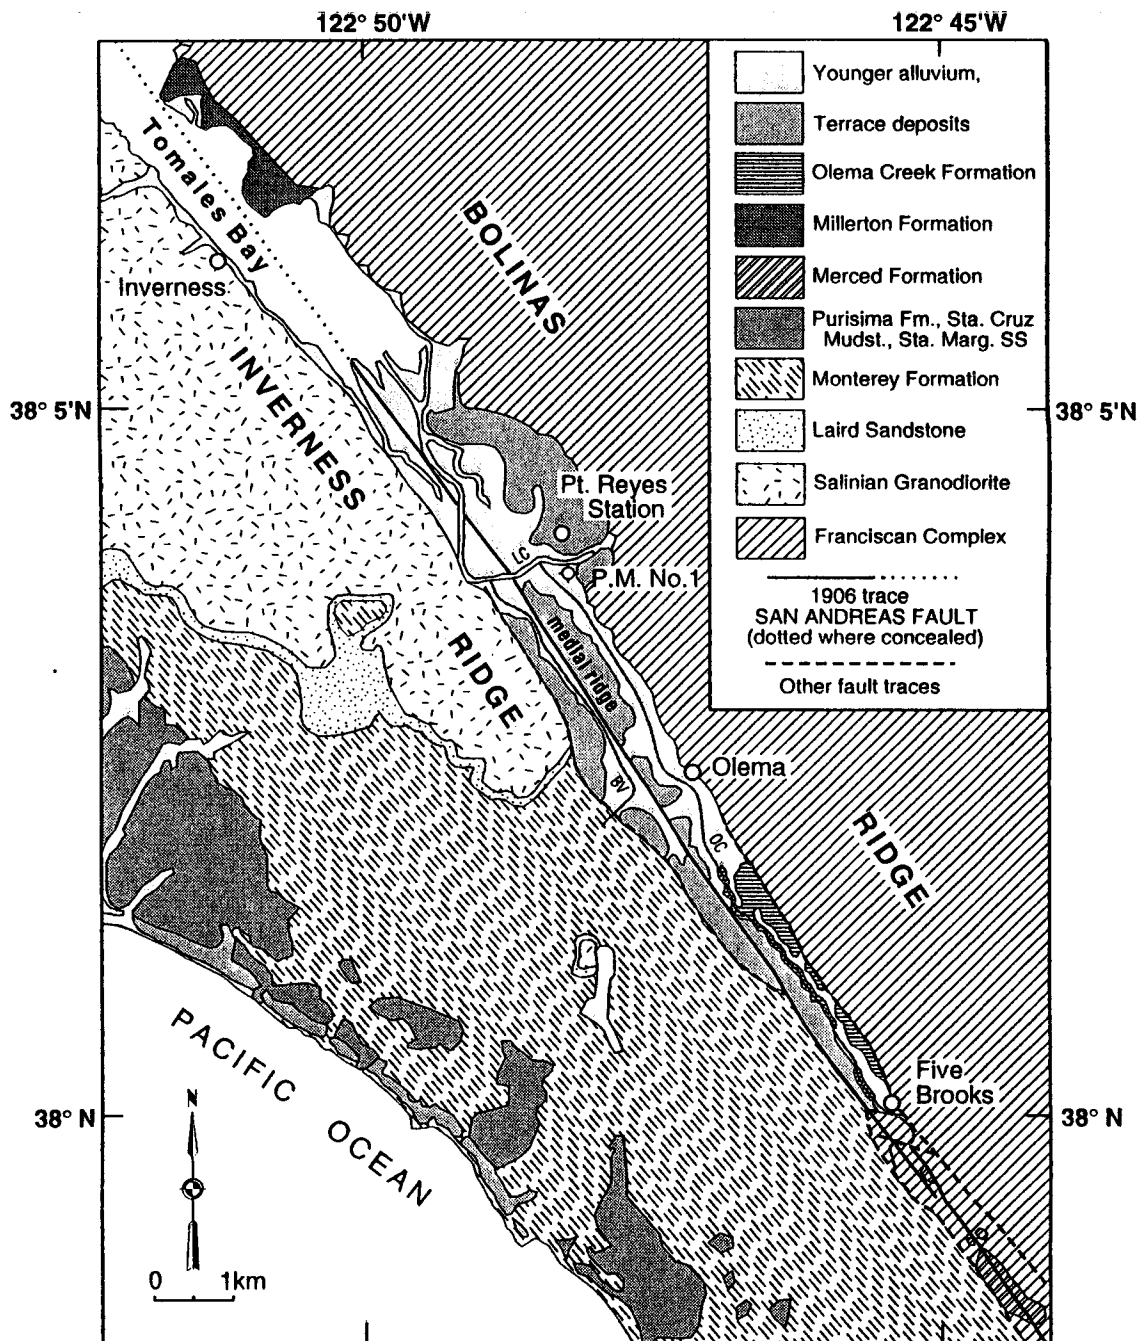 122° 50'W
122° 45'W
Younger alluvium,
Terrace deposits
Olema Creek Formation
Millerton Formation
Merced Formation
Purisima Fm., Sta. Cruz
Mudst., Sta. Marg. SS
Monterey Formation
Laird Sandstone
Salinian Granodiorite
Franciscan Complex
1906 trace
SAN ANDREAS FAULT
(dotted where concealed)
Other fault traces
Tomales Bay
BOLINAS
RIDGE
Inverness
INVERNESS
RIDGE
38° 5'N
38° 5'N
Pt. Reyes
Station
P.M. No.1
medial ridge
Olema
BV
OC
Five
Brooks
PACIFIC
OCEAN
38° N
38° N
N
0 1km